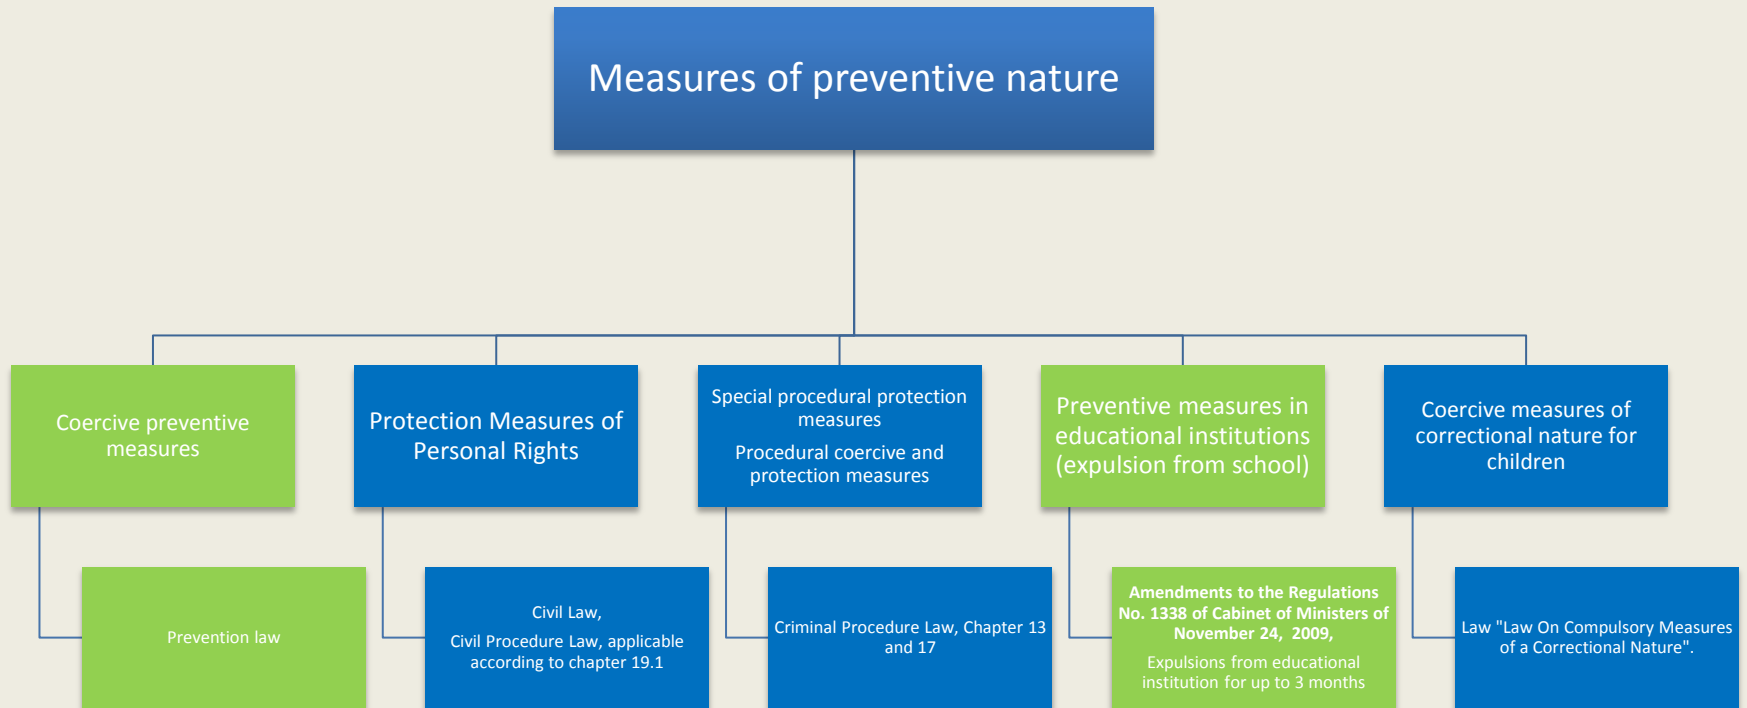 Measures of preventive nature
Coercive preventive
measures
Protection Measures of
Personal Rights
Special procedural protection
measures
Procedural coercive and
protection measures
Preventive measures in
educational institutions
(expulsion from school)
Coercive measures of
correctional nature for
children
Prevention law
Civil Law,
Civil Procedure Law, applicable
according to chapter 19.1
Criminal Procedure Law, Chapter 13
and 17
Amendments to the Regulations
No. 1338 of Cabinet of Ministers of
November 24, 2009,
Expulsions from educational
institution for up to 3 months
Law "Law On Compulsory Measures
of a Correctional Nature".